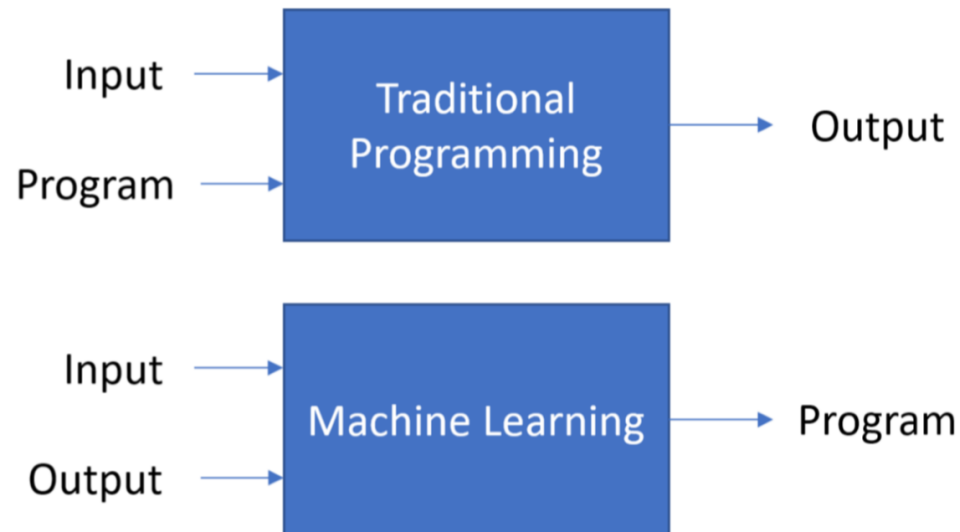 Input
Program
Traditional
Programming
Output
Input
Output
Machine Learning
Program